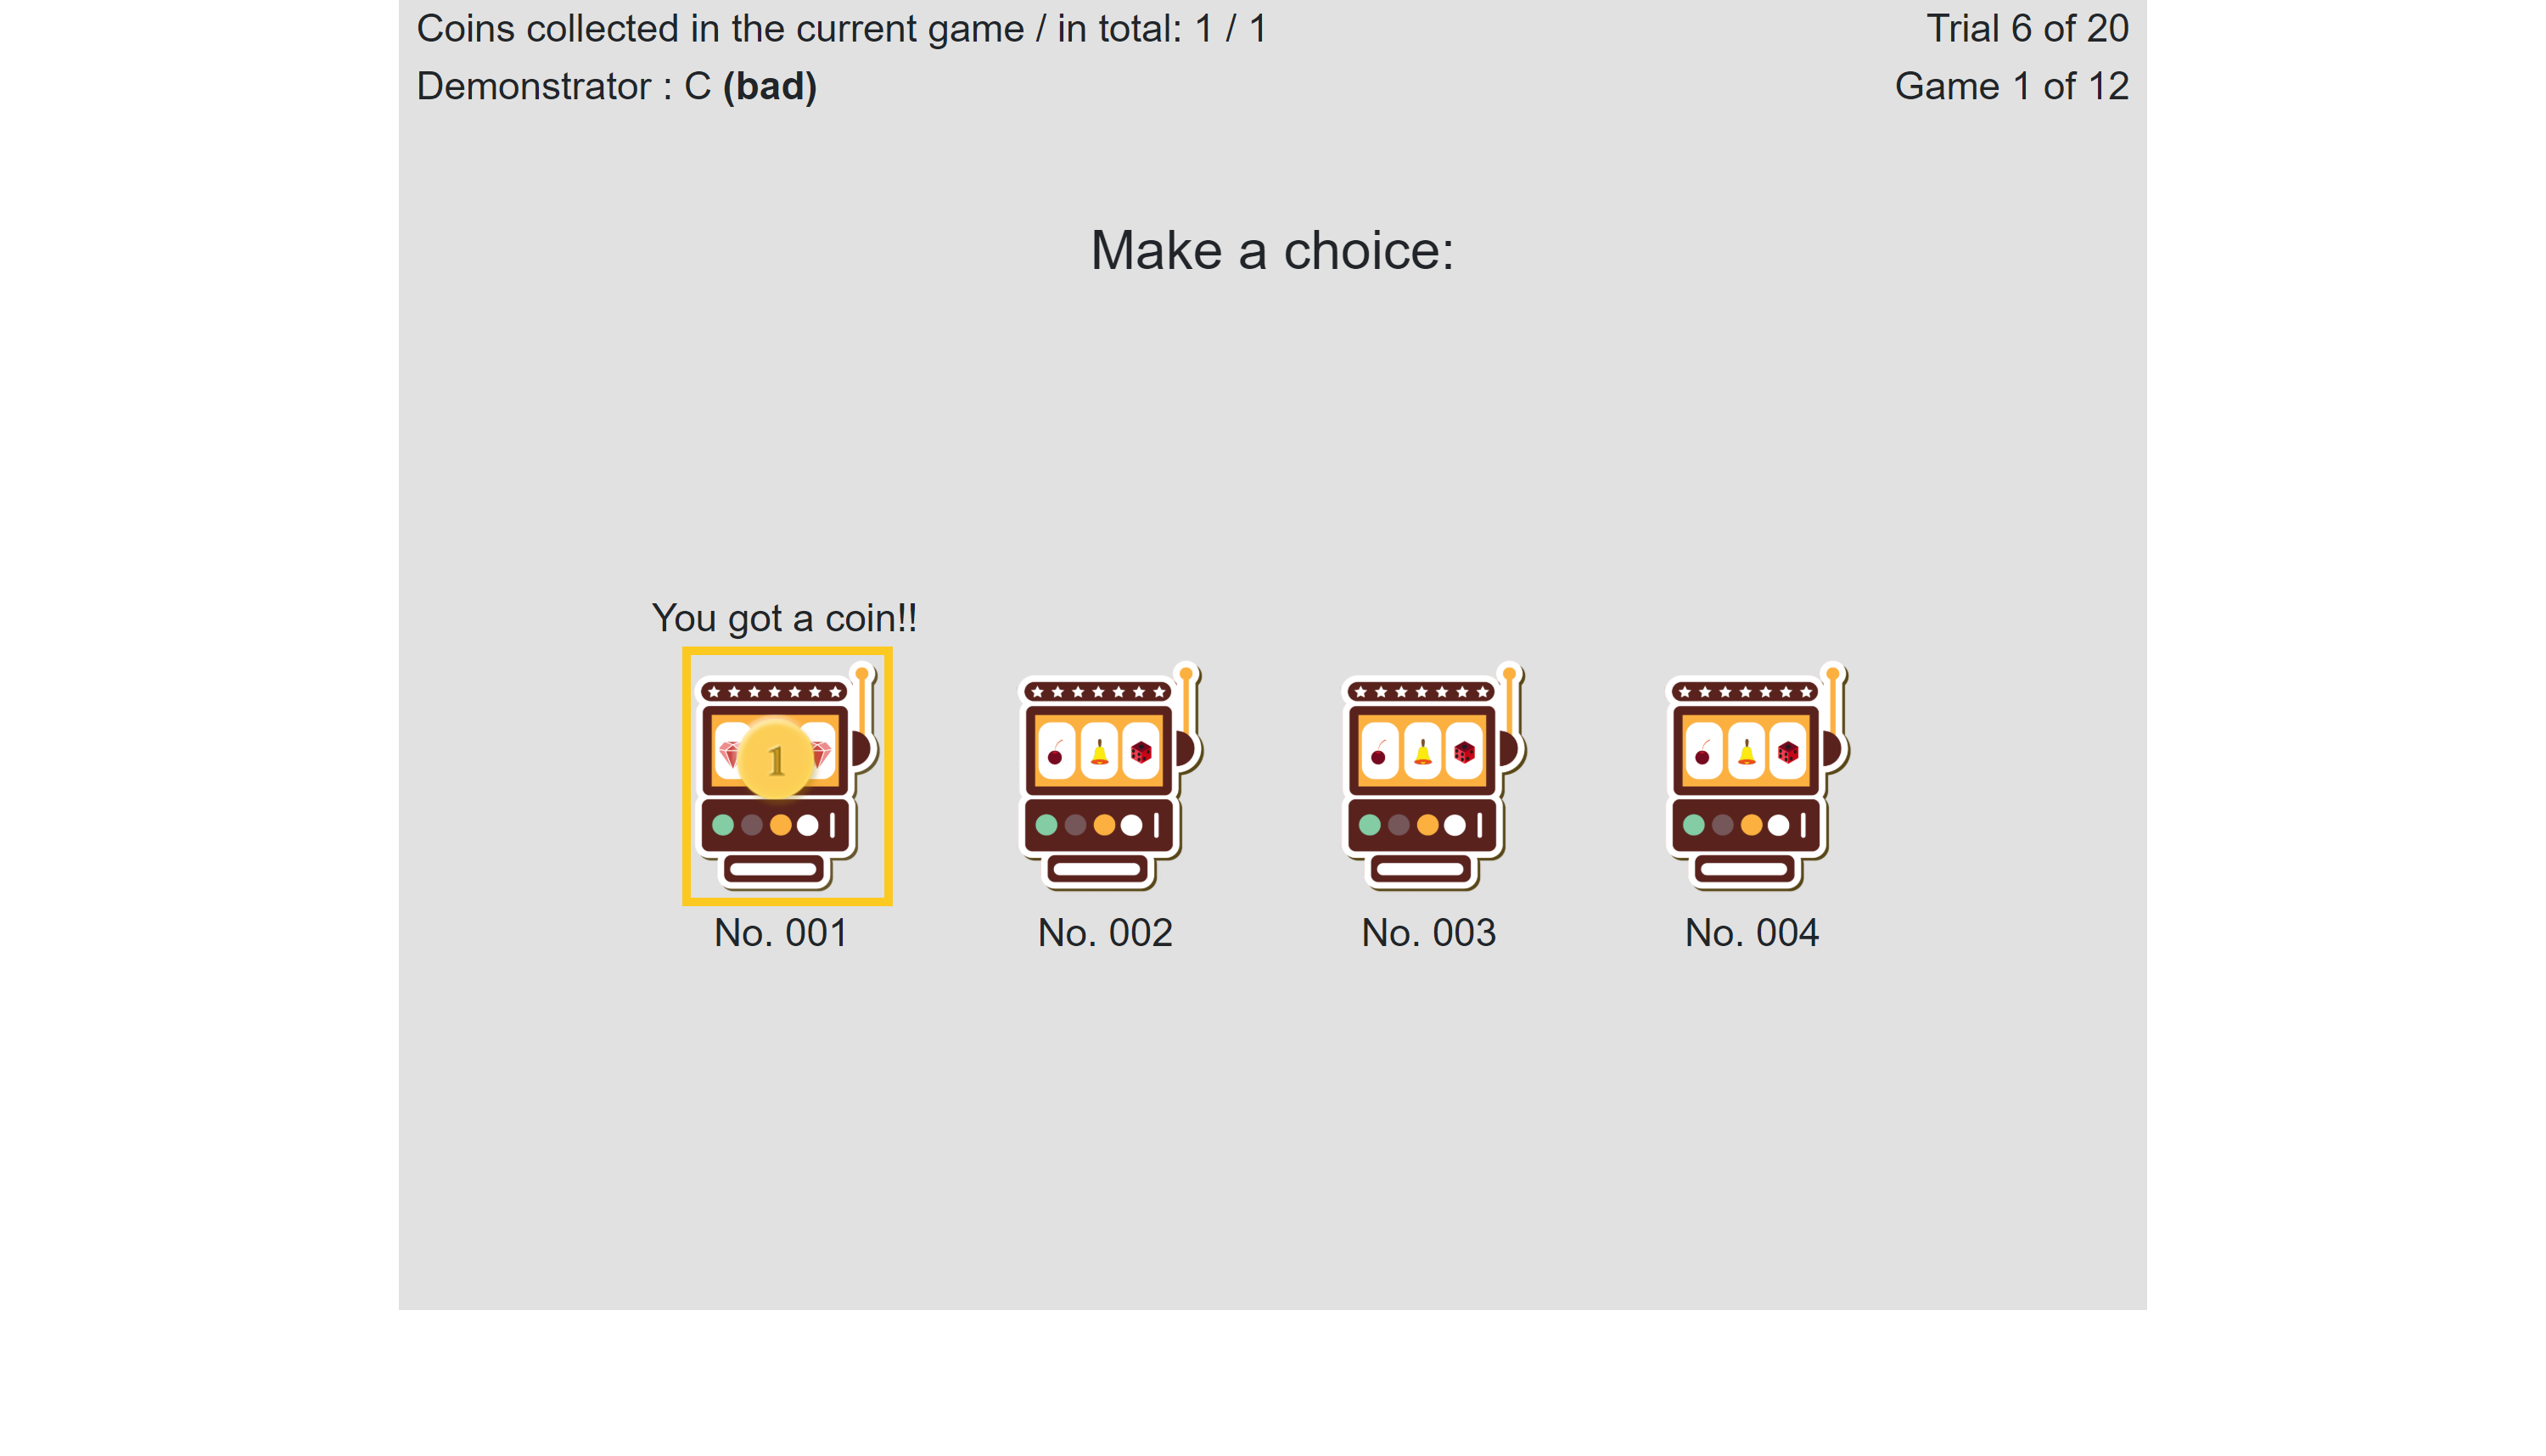 Coins collected in the current game / in total: 1 / 1
Trial 6 of 20
Demonstrator : C (bad)
Game 1 of 12
Make a choice:
You got a coin!!
1
No. 001
No. 002
No. 003
No. 004